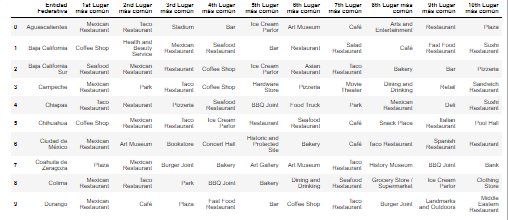 Entidad Federativa 1st Lugar más común 2nd Lugar más común 3rd Lugar más común 4th Lugar más común 5th Lugar más común 6th Lugar más común 7th Lugar más común 8th Lugar más común 9th Lugar más común 10th Lugar más común
0 Aguascalientes Mexican Restaurant Taco Restaurant Stadium Bar Ice Cream Parlor Art Museum Café Arts and Entertainment Restaurant Plaza
1 Baja California Coffee Shop Health and Beauty Service Mexican Restaurant Seafood Restaurant Bar Restaurant Salad Restaurant Café Fast Food Restaurant Sushi Restaurant
2 Baja California Sur Seafood Restaurant Mexican Restaurant Restaurant Coffee Shop Ice Cream Parlor Asian Restaurant Taco Restaurant Bakery Bar Pizzeria
3 Campeche Mexican Restaurant Park Taco Restaurant Coffee Shop Hardware Store Pizzeria Movie Theater Dining and Drinking Retail Sandwich Restaurant
4 Chiapas Taco Restaurant Restaurant Pizzeria Seafood Restaurant BBQ Joint Food Truck Park Mexican Restaurant Deli Sushi Restaurant
5 Chihuahua Coffee Shop Mexican Restaurant Taco Restaurant Ice Cream Parlor Restaurant Seafood Restaurant Café Snack Place Italian Restaurant Pool Hall
6 Ciudad de México Mexican Restaurant Art Museum Bookstore Concert Hall Historic and Protected Site Bakery Café Taco Restaurant Spanish Restaurant Restaurant
7 Coahuila de Zaragoza Plaza Mexican Restaurant Burger Joint Bakery Art Gallery Art Museum Taco Restaurant History Museum BBQ Joint Bank
8 Colima Mexican Restaurant Taco Restaurant Park BBQ Joint Bakery Dining and Drinking Seafood Restaurant Grocery Store / Supermarket Ice Cream Parlor Clothing Store
9 Durango Mexican Restaurant Café Plaza Fast Food Restaurant Bar Coffee Shop Taco Restaurant Burger Joint Landmarks and Outdoors Middle Eastern Restaurant